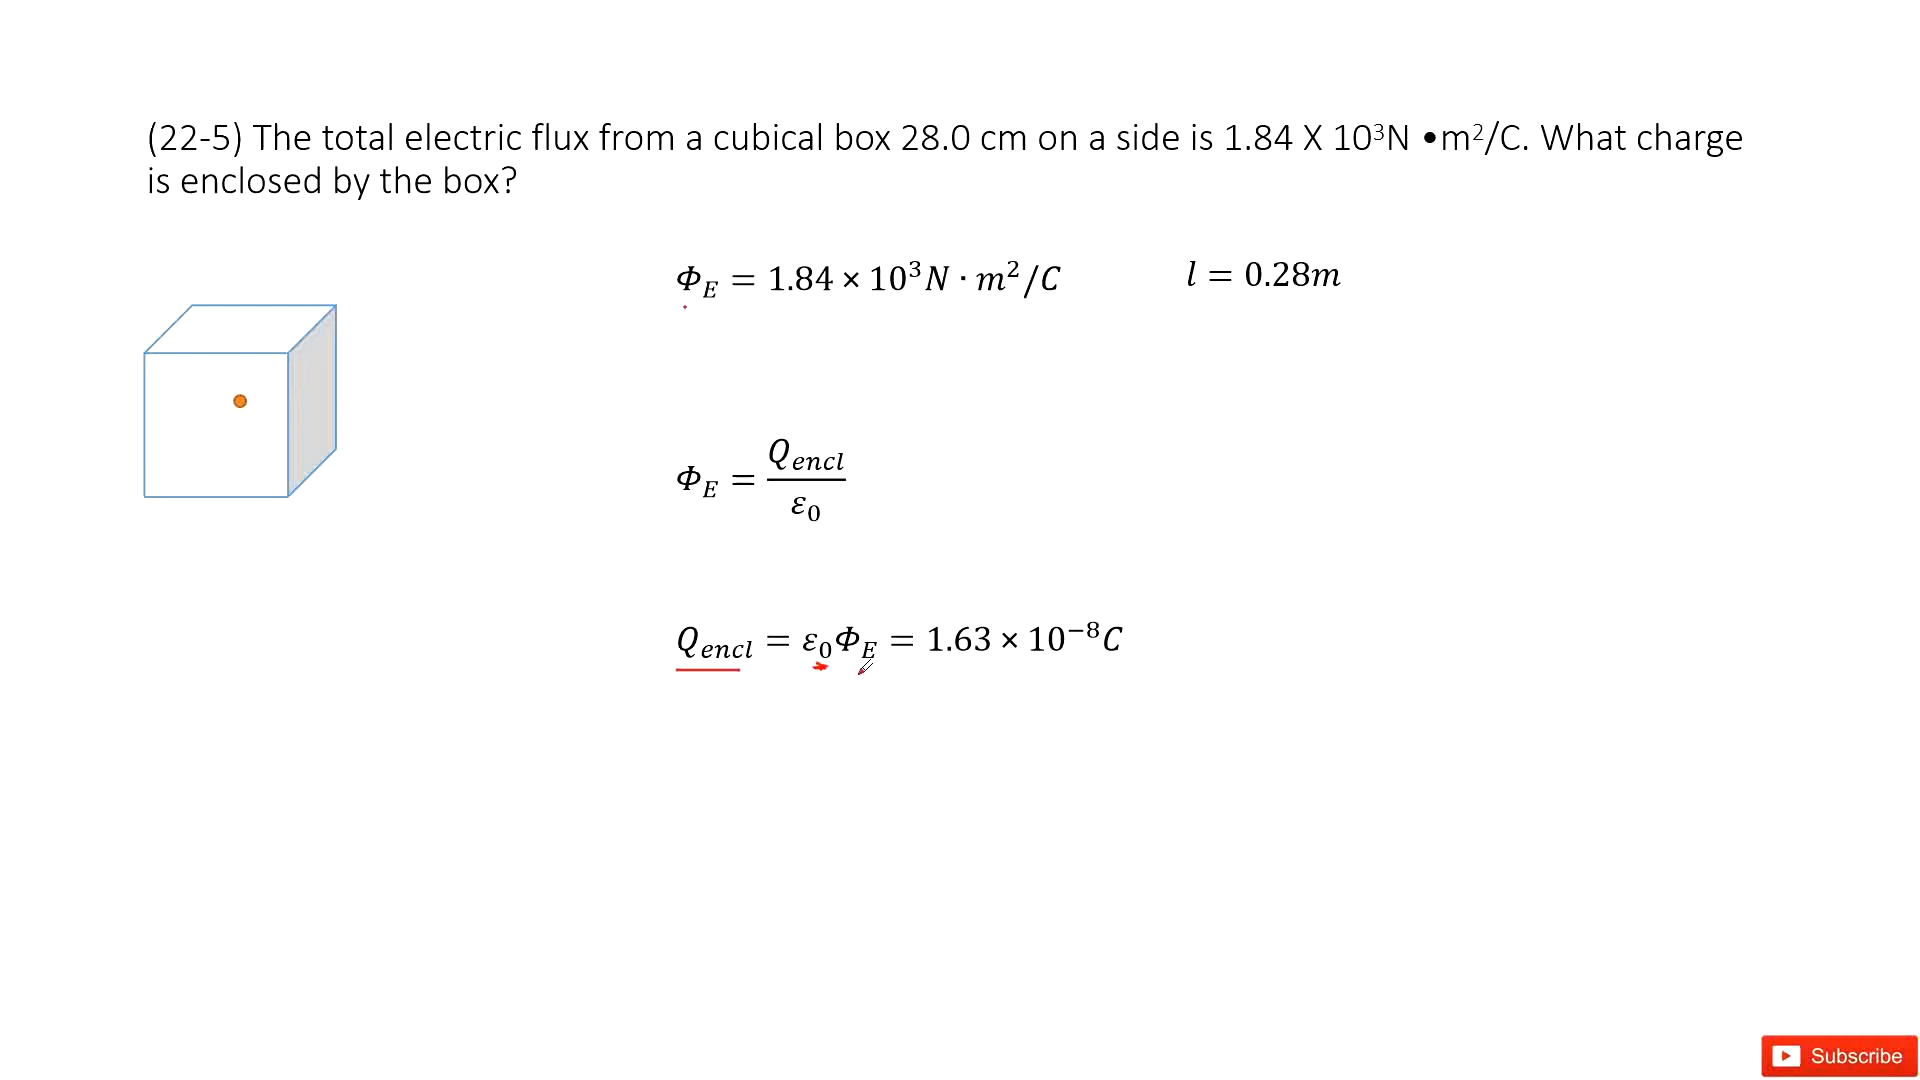 (22-5) The total electric flux from a cubical box 28.0 cm on a side is 1.84 X 10³N •m²/C. What charge
is enclosed by the box?
Φ_E = 1.84 × 10³ N · m²/C
l = 0.28m
Φ_E = Q_encl / ε₀
Q_encl = ε₀Φ_E = 1.63 × 10⁻⁸C
Subscribe